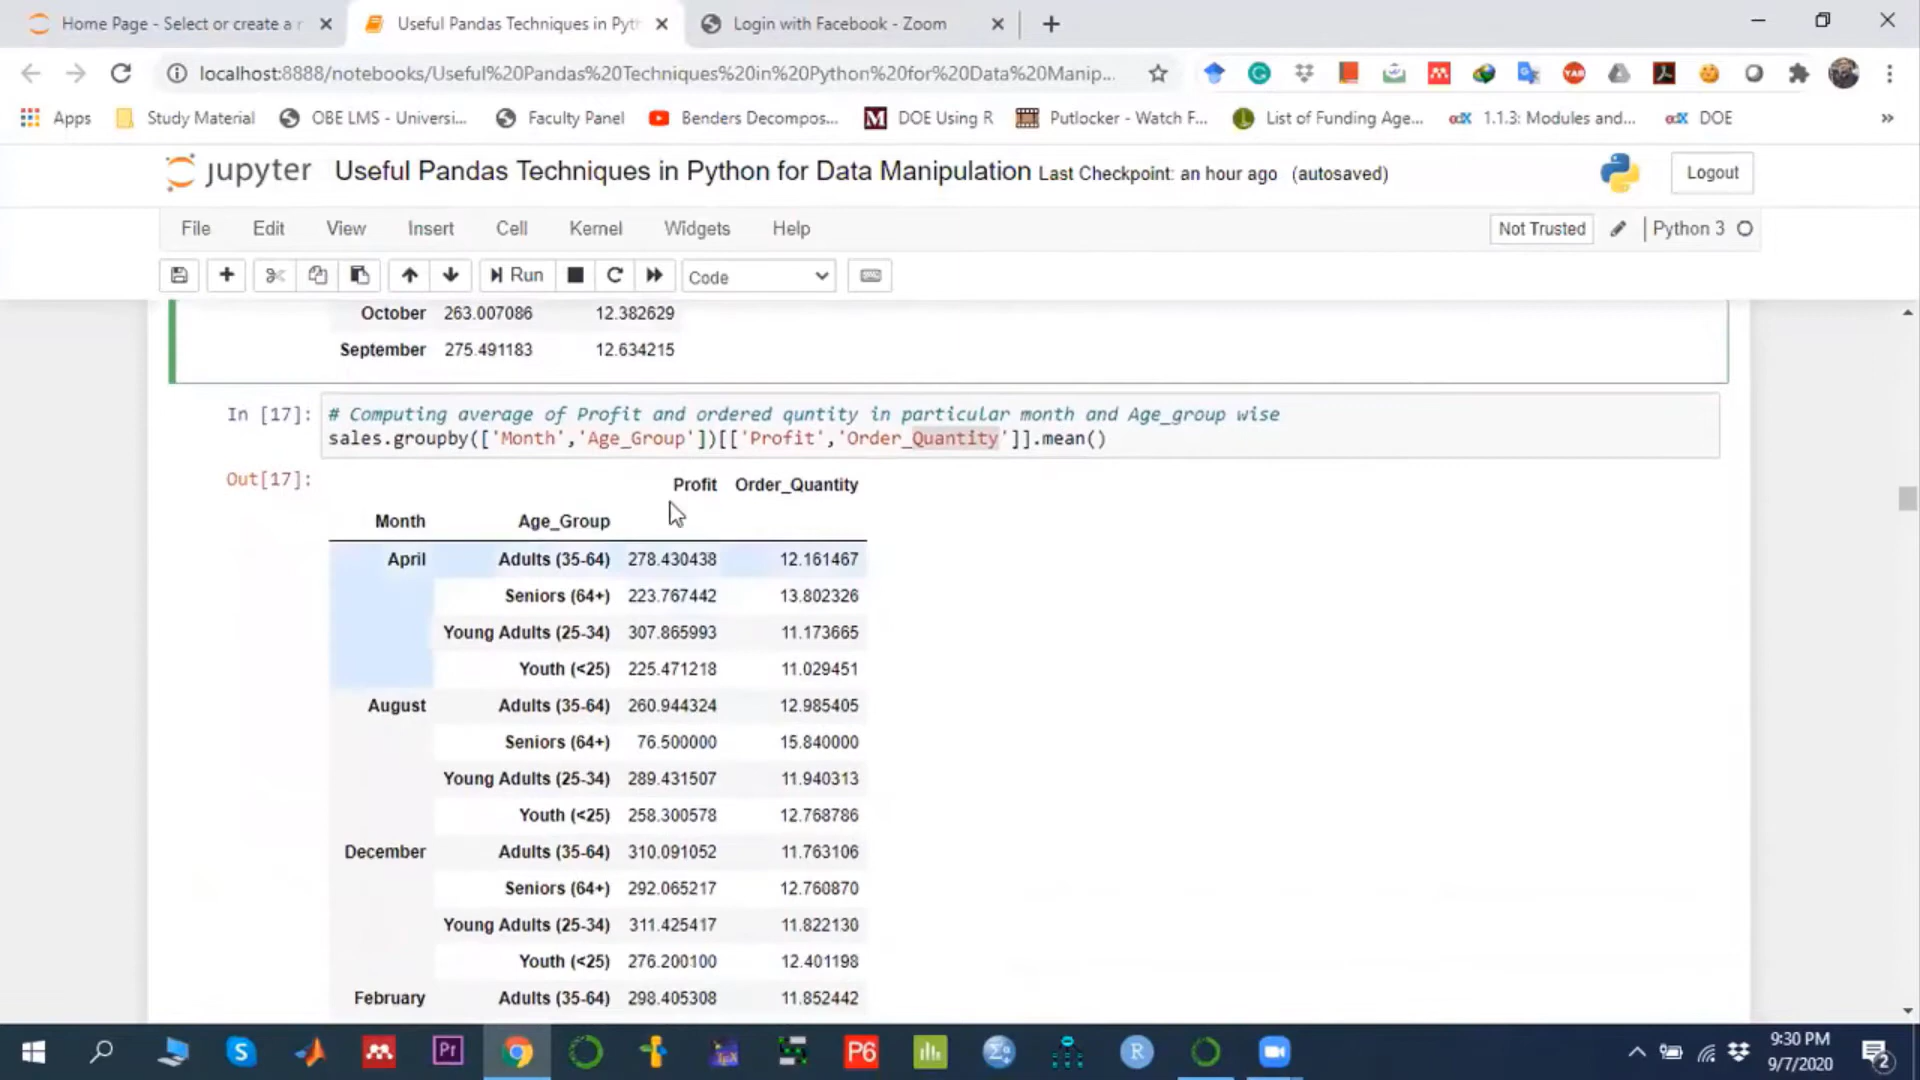 Home Page - Select or create a n
Useful Pandas Techniques in Pyth
Login with Facebook - Zoom
localhost:8888/notebooks/Useful%20Pandas%20Techniques%20in%20Python%20for%20Data%20Manip...
YAB
Apps
Study Material
OBE LMS - Universi...
Faculty Panel
Benders Decompos...
M DOE Using R
Putlocker - Watch F...
List of Funding Age...
edX 1.1.3: Modules and...
edX DOE
»
jupyter Useful Pandas Techniques in Python for Data Manipulation Last Checkpoint: an hour ago (autosaved)
Logout
File Edit View Insert Cell Kernel Widgets Help
Not Trusted
Python 3
Run
Code
October 263.007086 12.382629
September 275.491183 12.634215
In [17]: # Computing average of Profit and ordered quntity in particular month and Age_group wise
sales.groupby(['Month','Age_Group'])[['Profit','Order_Quantity']].mean()
Out[17]:
Profit Order_Quantity
Month Age_Group
April Adults (35-64) 278.430438 12.161467
Seniors (64+) 223.767442 13.802326
Young Adults (25-34) 307.865993 11.173665
Youth (<25) 225.471218 11.029451
August Adults (35-64) 260.944324 12.985405
Seniors (64+) 76.500000 15.840000
Young Adults (25-34) 289.431507 11.940313
Youth (<25) 258.300578 12.768786
December Adults (35-64) 310.091052 11.763106
Seniors (64+) 292.065217 12.760870
Young Adults (25-34) 311.425417 11.822130
Youth (<25) 276.200100 12.401198
February Adults (35-64) 298.405308 11.852442
S
Pr
P6
R
9:30 PM
9/7/2020
2